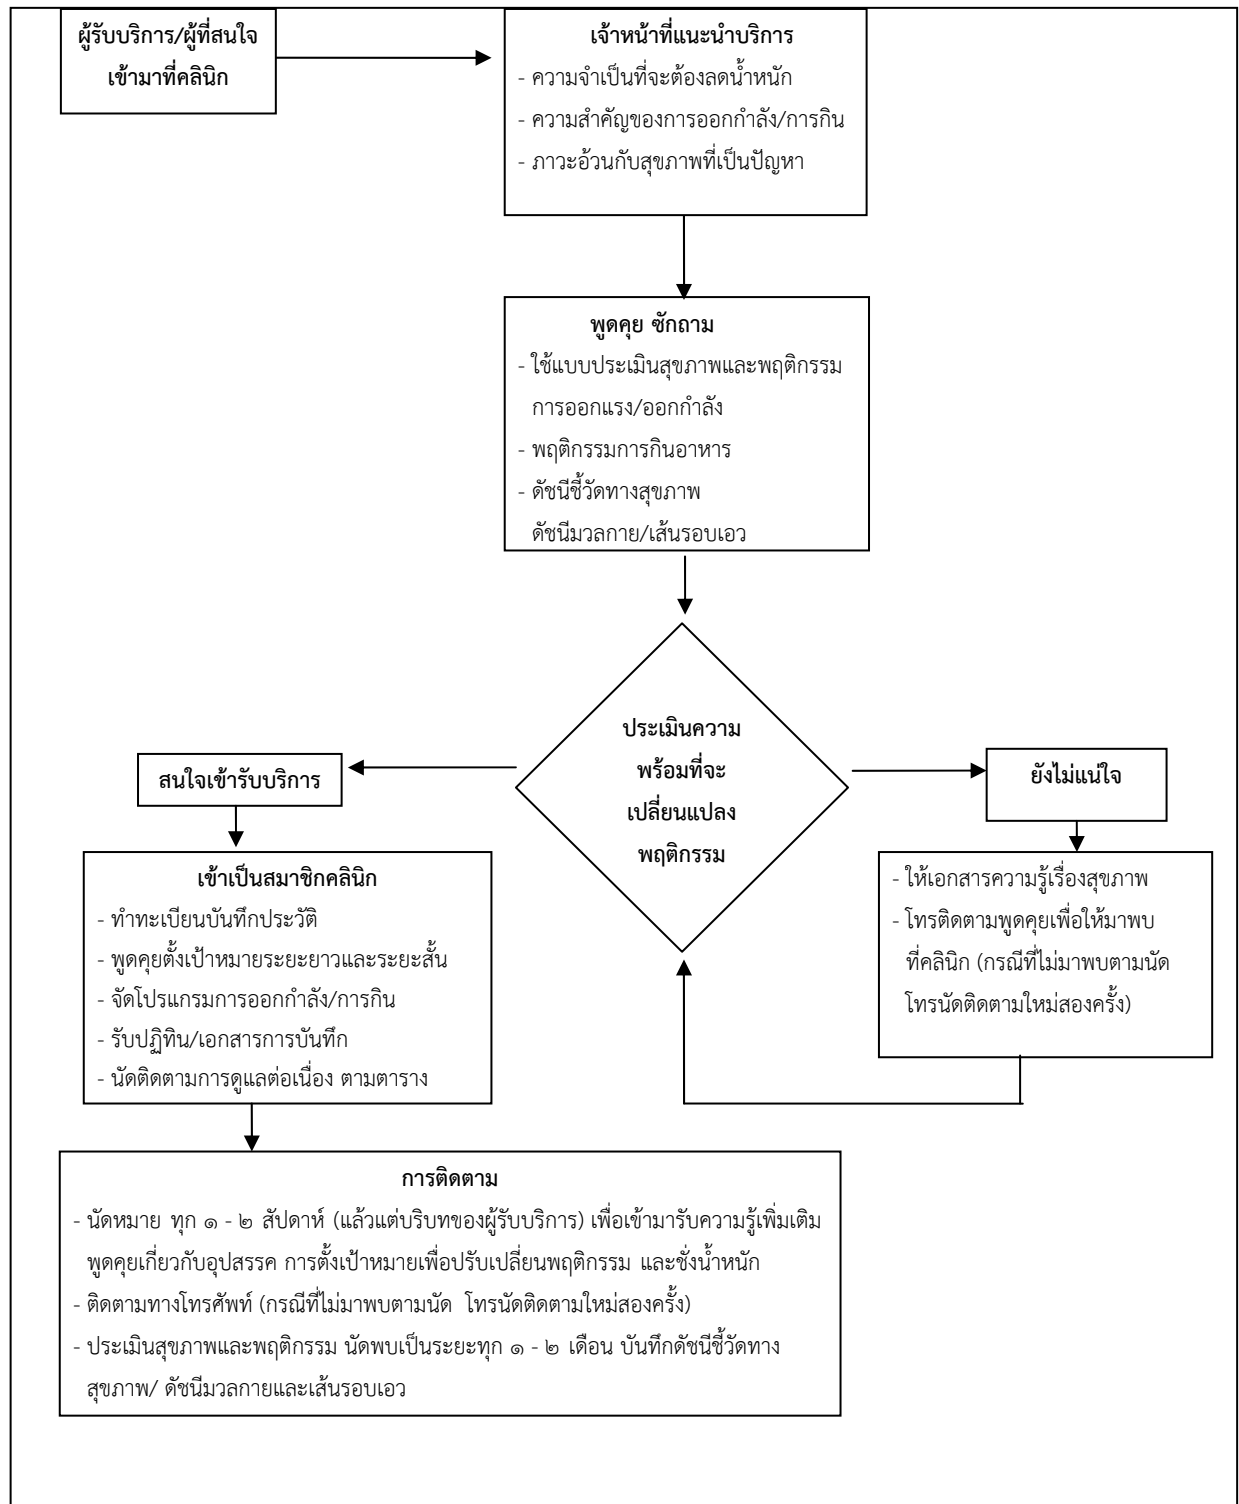 ผู้รับบริการ/ผู้ที่สนใจ
เข้ามาที่คลินิก
เจ้าหน้าที่แนะนำบริการ
- ความจำเป็นที่จะต้องลดน้ำหนัก
- ความสำคัญของการออกกำลัง/การกิน
- ภาวะอ้วนกับสุขภาพที่เป็นปัญหา
พูดคุย ซักถาม
- ใช้แบบประเมินสุขภาพและพฤติกรรม
การออกแรง/ออกกำลัง
- พฤติกรรมการกินอาหาร
- ดัชนีชี้วัดทางสุขภาพ
ดัชนีมวลกาย/เส้นรอบเอว
ประเมินความ
พร้อมที่จะ
เปลี่ยนแปลง
พฤติกรรม
สนใจเข้ารับบริการ
ยังไม่แน่ใจ
เข้าเป็นสมาชิกคลินิก
- ทำทะเบียนบันทึกประวัติ
- พูดคุยตั้งเป้าหมายระยะยาวและระยะสั้น
- จัดโปรแกรมการออกกำลัง/การกิน
- รับปฏิทิน/เอกสารการบันทึก
- นัดติดตามการดูแลต่อเนื่อง ตามตาราง
- ให้เอกสารความรู้เรื่องสุขภาพ
- โทรติดตามพูดคุยเพื่อให้มาพบ
ที่คลินิก (กรณีที่ไม่มาพบตามนัด
โทรนัดติดตามใหม่สองครั้ง)
การติดตาม
- นัดหมาย ทุก ๑ - ๒ สัปดาห์ (แล้วแต่บริบทของผู้รับบริการ) เพื่อเข้ามารับความรู้เพิ่มเติม
พูดคุยเกี่ยวกับอุปสรรค การตั้งเป้าหมายเพื่อปรับเปลี่ยนพฤติกรรม และชั่งน้ำหนัก
- ติดตามทางโทรศัพท์ (กรณีที่ไม่มาพบตามนัด โทรนัดติดตามใหม่สองครั้ง)
- ประเมินสุขภาพและพฤติกรรม นัดพบเป็นระยะทุก ๑ - ๒ เดือน บันทึกดัชนีชี้วัดทาง
สุขภาพ/ ดัชนีมวลกายและเส้นรอบเอว